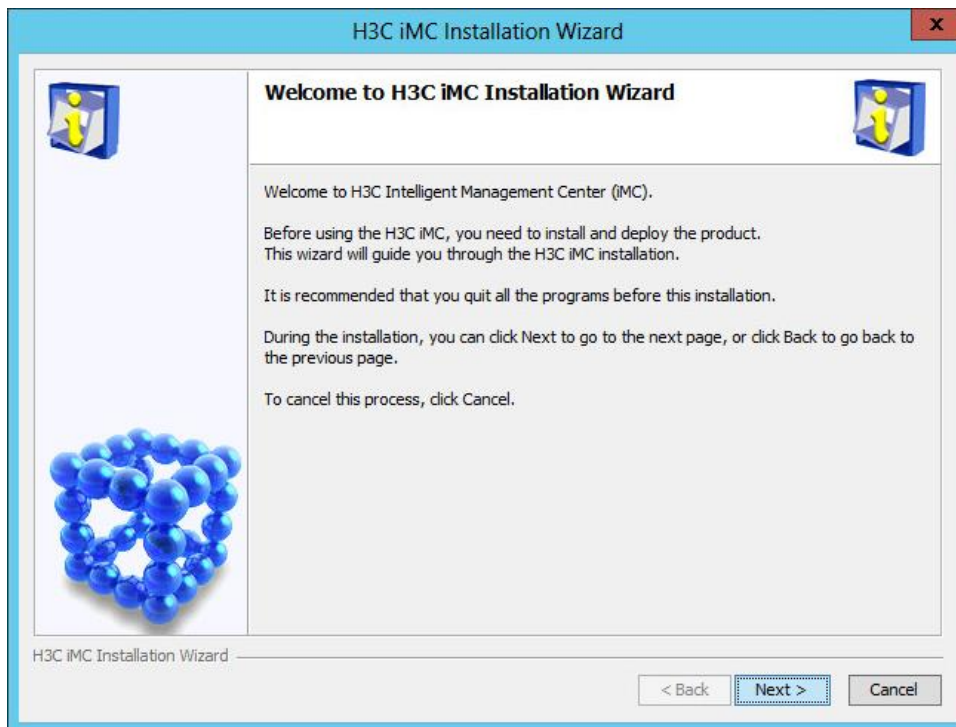 H3C iMC Installation Wizard
x
Welcome to H3C iMC Installation Wizard
Welcome to H3C Intelligent Management Center (iMC).
Before using the H3C iMC, you need to install and deploy the product.
This wizard will guide you through the H3C iMC installation.
It is recommended that you quit all the programs before this installation.
During the installation, you can click Next to go to the next page, or click Back to go back to
the previous page.
To cancel this process, click Cancel.
H3C iMC Installation Wizard
< Back Next > Cancel